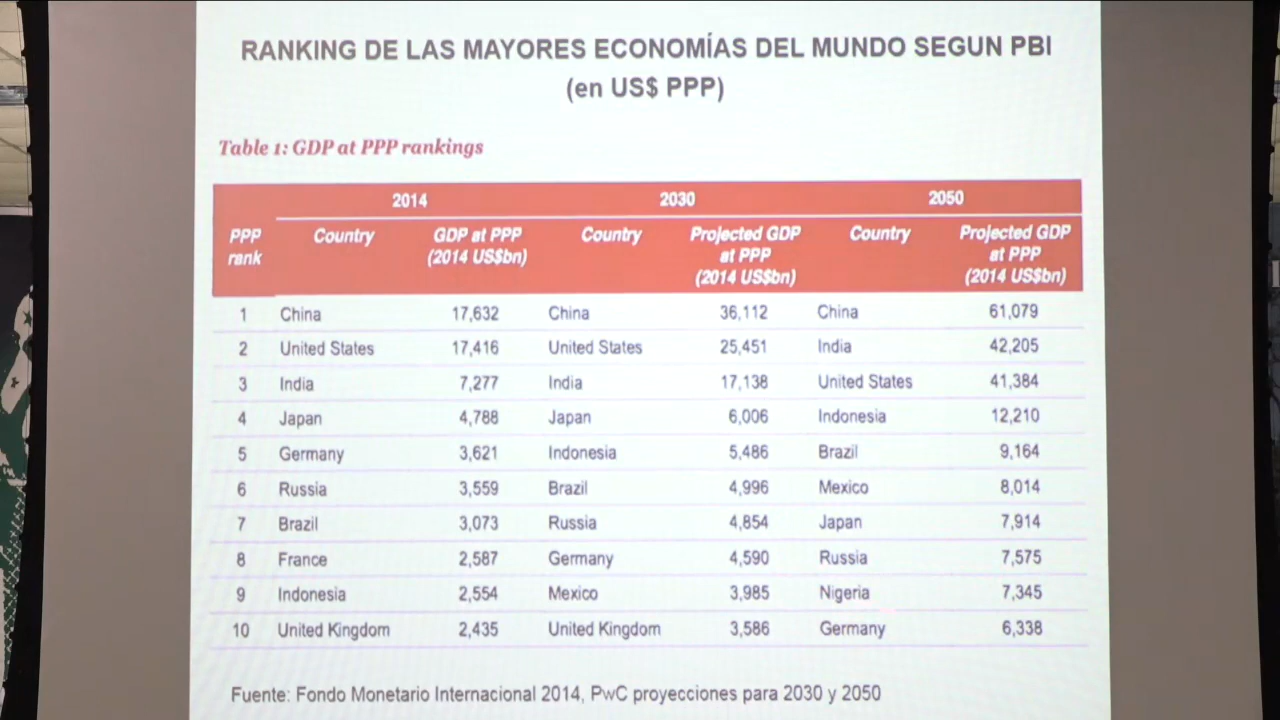 RANKING DE LAS MAYORES ECONOMÍAS DEL MUNDO SEGUN PBI
(en US$ PPP)
Table 1: GDP at PPP rankings
2014 2030 2050
PPP rank Country GDP at PPP (2014 US$bn) Country Projected GDP at PPP (2014 US$bn) Country Projected GDP at PPP (2014 US$bn)
1 China 17,632 China 36,112 China 61,079
2 United States 17,416 United States 25,451 India 42,205
3 India 7,277 India 17,138 United States 41,384
4 Japan 4,788 Japan 6,006 Indonesia 12,210
5 Germany 3,621 Indonesia 5,486 Brazil 9,164
6 Russia 3,559 Brazil 4,996 Mexico 8,014
7 Brazil 3,073 Russia 4,854 Japan 7,914
8 France 2,587 Germany 4,590 Russia 7,575
9 Indonesia 2,554 Mexico 3,985 Nigeria 7,345
10 United Kingdom 2,435 United Kingdom 3,586 Germany 6,338
Fuente: Fondo Monetario Internacional 2014, PwC proyecciones para 2030 y 2050